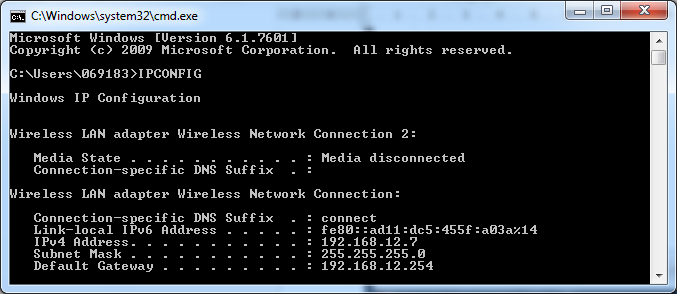 C:\Windows\system32\cmd.exe
Microsoft Windows [Version 6.1.7601]
Copyright (c) 2009 Microsoft Corporation.  All rights reserved.
C:\Users\069183>IPCONFIG
Windows IP Configuration
Wireless LAN adapter Wireless Network Connection 2:
   Media State . . . . . . . . . . . : Media disconnected
   Connection-specific DNS Suffix  . :
Wireless LAN adapter Wireless Network Connection:
   Connection-specific DNS Suffix  . : connect
   Link-local IPv6 Address . . . . . : fe80::ad11:dc5:455f:a03a%14
   IPv4 Address. . . . . . . . . . . : 192.168.12.7
   Subnet Mask . . . . . . . . . . . : 255.255.255.0
   Default Gateway . . . . . . . . . : 192.168.12.254